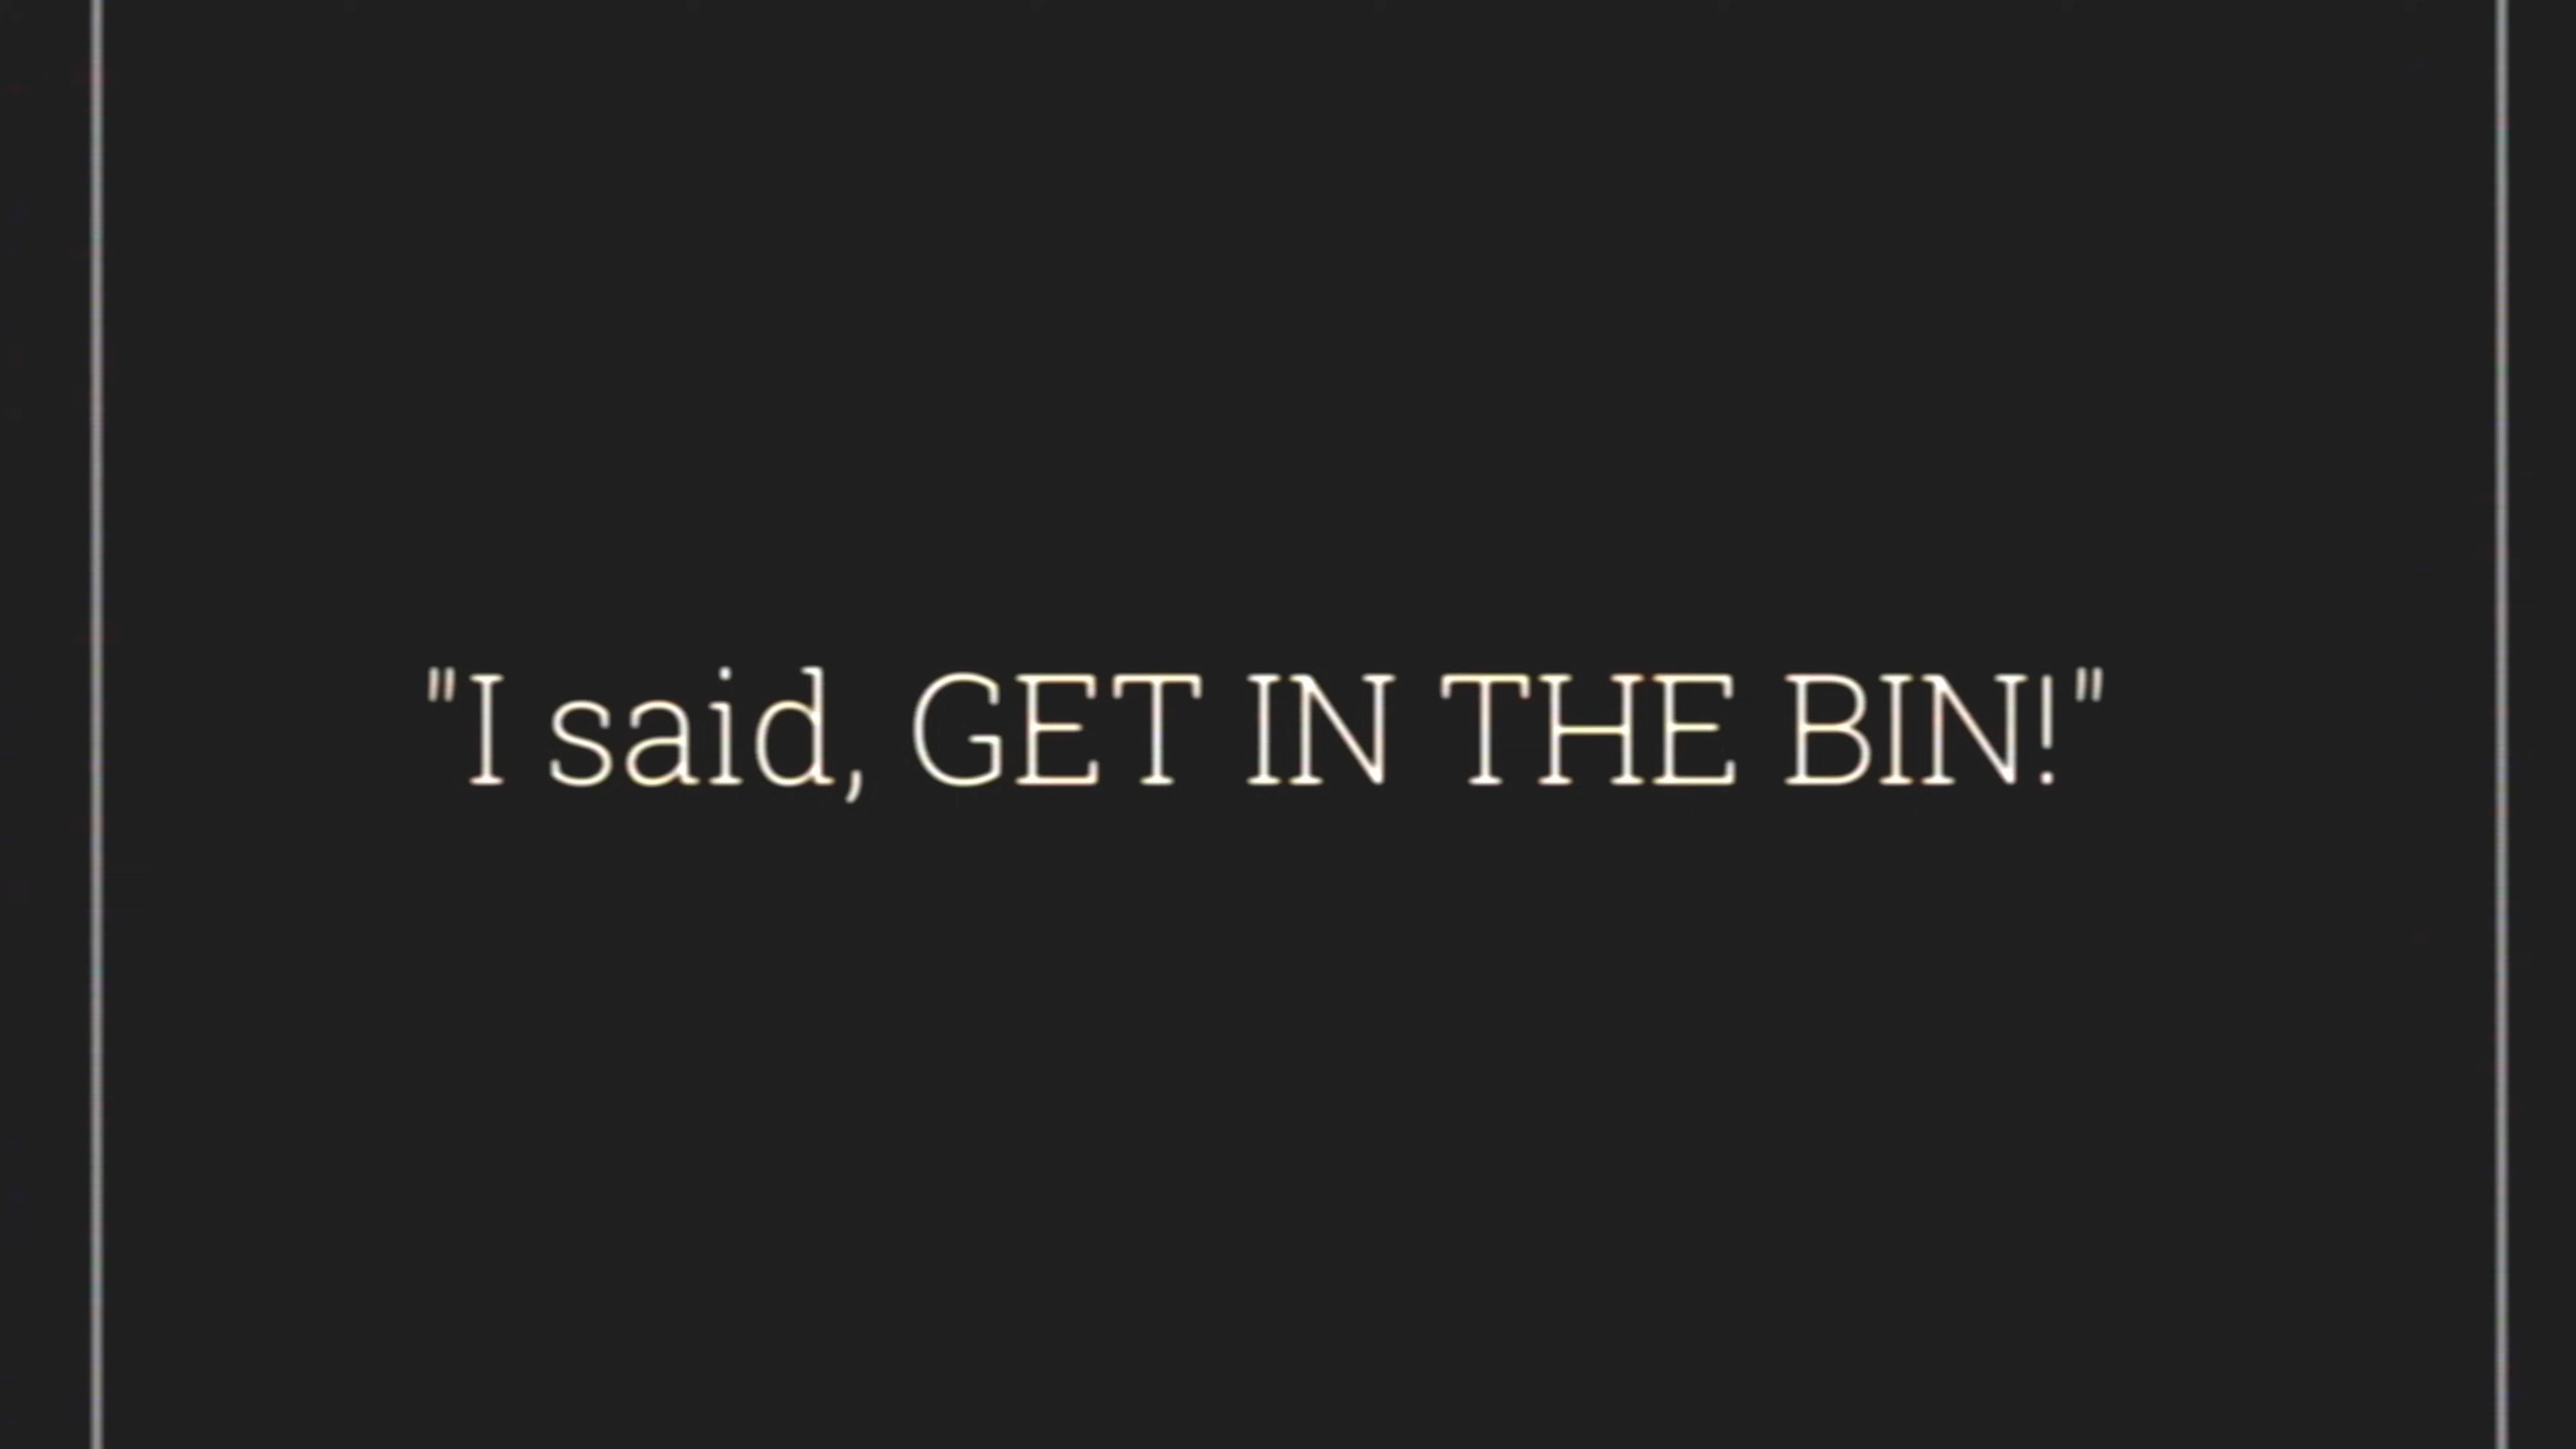 "I said, GET IN THE BIN!"